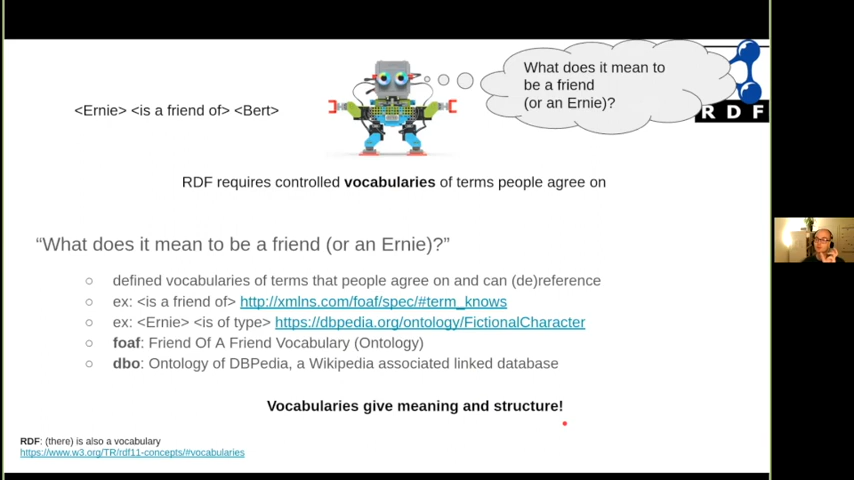 What does it mean to
be a friend
(or an Ernie)?
RDF
<Ernie> <is a friend of> <Bert>
RDF requires controlled vocabularies of terms people agree on
“What does it mean to be a friend (or an Ernie)?”
○ defined vocabularies of terms that people agree on and can (de)reference
○ ex: <is a friend of> http://xmlns.com/foaf/spec/#term_knows
○ ex: <Ernie> <is of type> https://dbpedia.org/ontology/FictionalCharacter
○ foaf: Friend Of A Friend Vocabulary (Ontology)
○ dbo: Ontology of DBPedia, a Wikipedia associated linked database
Vocabularies give meaning and structure!
RDF: (there) is also a vocabulary
https://www.w3.org/TR/rdf11-concepts/#vocabularies